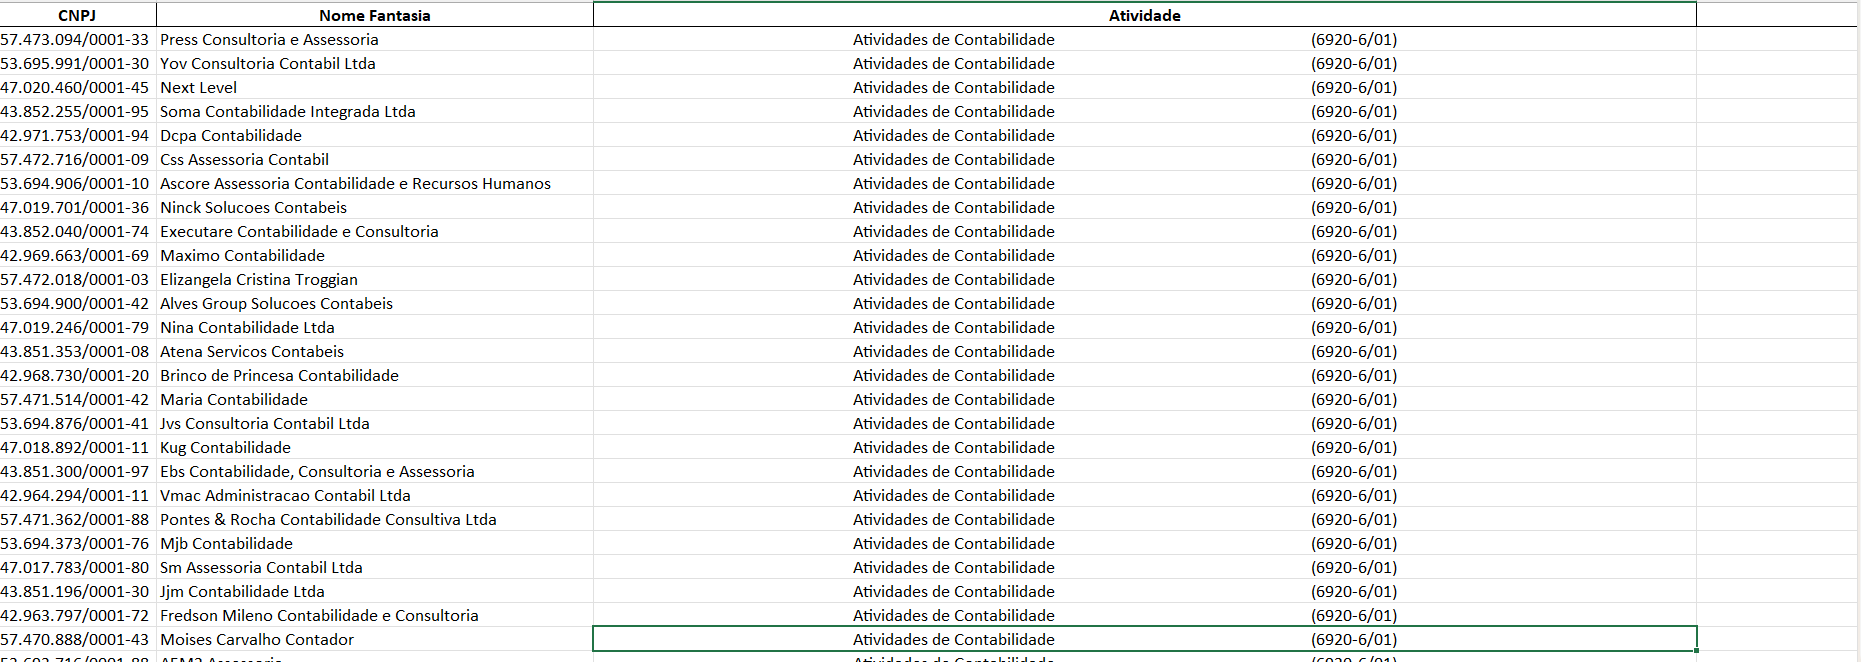 CNPJ Nome Fantasia Atividade
57.473.094/0001-33 Press Consultoria e Assessoria Atividades de Contabilidade (6920-6/01)
53.695.991/0001-30 Yov Consultoria Contabil Ltda Atividades de Contabilidade (6920-6/01)
47.020.460/0001-45 Next Level Atividades de Contabilidade (6920-6/01)
43.852.255/0001-95 Soma Contabilidade Integrada Ltda Atividades de Contabilidade (6920-6/01)
42.971.753/0001-94 Dcpa Contabilidade Atividades de Contabilidade (6920-6/01)
57.472.716/0001-09 Css Assessoria Contabil Atividades de Contabilidade (6920-6/01)
53.694.906/0001-10 Ascore Assessoria Contabilidade e Recursos Humanos Atividades de Contabilidade (6920-6/01)
47.019.701/0001-36 Ninck Solucoes Contabeis Atividades de Contabilidade (6920-6/01)
43.852.040/0001-74 Executare Contabilidade e Consultoria Atividades de Contabilidade (6920-6/01)
42.969.663/0001-69 Maximo Contabilidade Atividades de Contabilidade (6920-6/01)
57.472.018/0001-03 Elizangela Cristina Troggian Atividades de Contabilidade (6920-6/01)
53.694.900/0001-42 Alves Group Solucoes Contabeis Atividades de Contabilidade (6920-6/01)
47.019.246/0001-79 Nina Contabilidade Ltda Atividades de Contabilidade (6920-6/01)
43.851.353/0001-08 Atena Servicos Contabeis Atividades de Contabilidade (6920-6/01)
42.968.730/0001-20 Brinco de Princesa Contabilidade Atividades de Contabilidade (6920-6/01)
57.471.514/0001-42 Maria Contabilidade Atividades de Contabilidade (6920-6/01)
53.694.876/0001-41 Jvs Consultoria Contabil Ltda Atividades de Contabilidade (6920-6/01)
47.018.892/0001-11 Kug Contabilidade Atividades de Contabilidade (6920-6/01)
43.851.300/0001-97 Ebs Contabilidade, Consultoria e Assessoria Atividades de Contabilidade (6920-6/01)
42.964.294/0001-11 Vmac Administracao Contabil Ltda Atividades de Contabilidade (6920-6/01)
57.471.362/0001-88 Pontes & Rocha Contabilidade Consultiva Ltda Atividades de Contabilidade (6920-6/01)
53.694.373/0001-76 Mjb Contabilidade Atividades de Contabilidade (6920-6/01)
47.017.783/0001-80 Sm Assessoria Contabil Ltda Atividades de Contabilidade (6920-6/01)
43.851.196/0001-30 Jjm Contabilidade Ltda Atividades de Contabilidade (6920-6/01)
42.963.797/0001-72 Fredson Mileno Contabilidade e Consultoria Atividades de Contabilidade (6920-6/01)
57.470.888/0001-43 Moises Carvalho Contador Atividades de Contabilidade (6920-6/01)
Atividades de Contabilidade (6920-6/01)